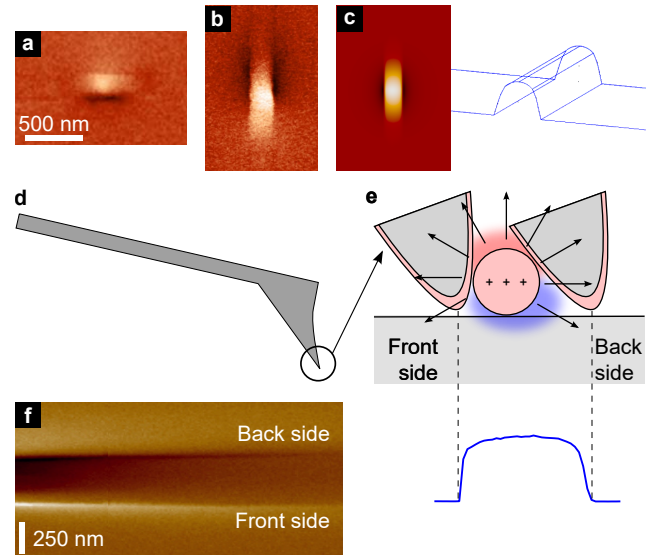 a
500 nm
b
c
d
e
+ + +
Front
side
Back
side
f
Back side
Front side
250 nm